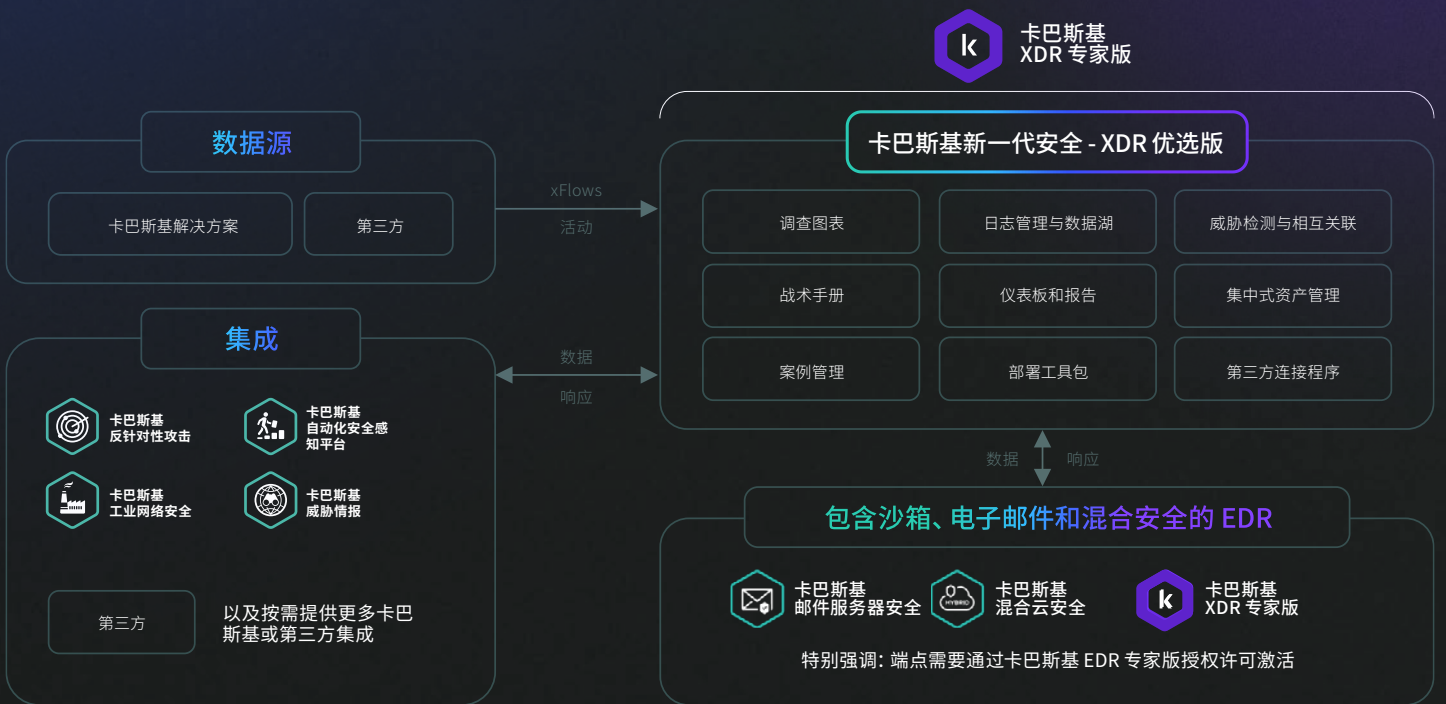 卡巴斯基
XDR 专家版
数据源
卡巴斯基解决方案
第三方
xFlows
活动
卡巴斯基新一代安全 - XDR 优选版
调查图表
日志管理与数据湖
威胁检测与相互关联
战术手册
仪表板和报告
集中式资产管理
案例管理
部署工具包
第三方连接程序
集成
卡巴斯基
反针对性攻击
卡巴斯基
自动化安全感
知平台
卡巴斯基
工业网络安全
卡巴斯基
威胁情报
第三方
以及按需提供更多卡巴
斯基或第三方集成
数据
响应
数据
响应
包含沙箱、电子邮件和混合安全的 EDR
卡巴斯基
邮件服务器安全
HYBRID
卡巴斯基
混合云安全
卡巴斯基
XDR 专家版
特别强调：端点需要通过卡巴斯基 EDR 专家版授权许可激活